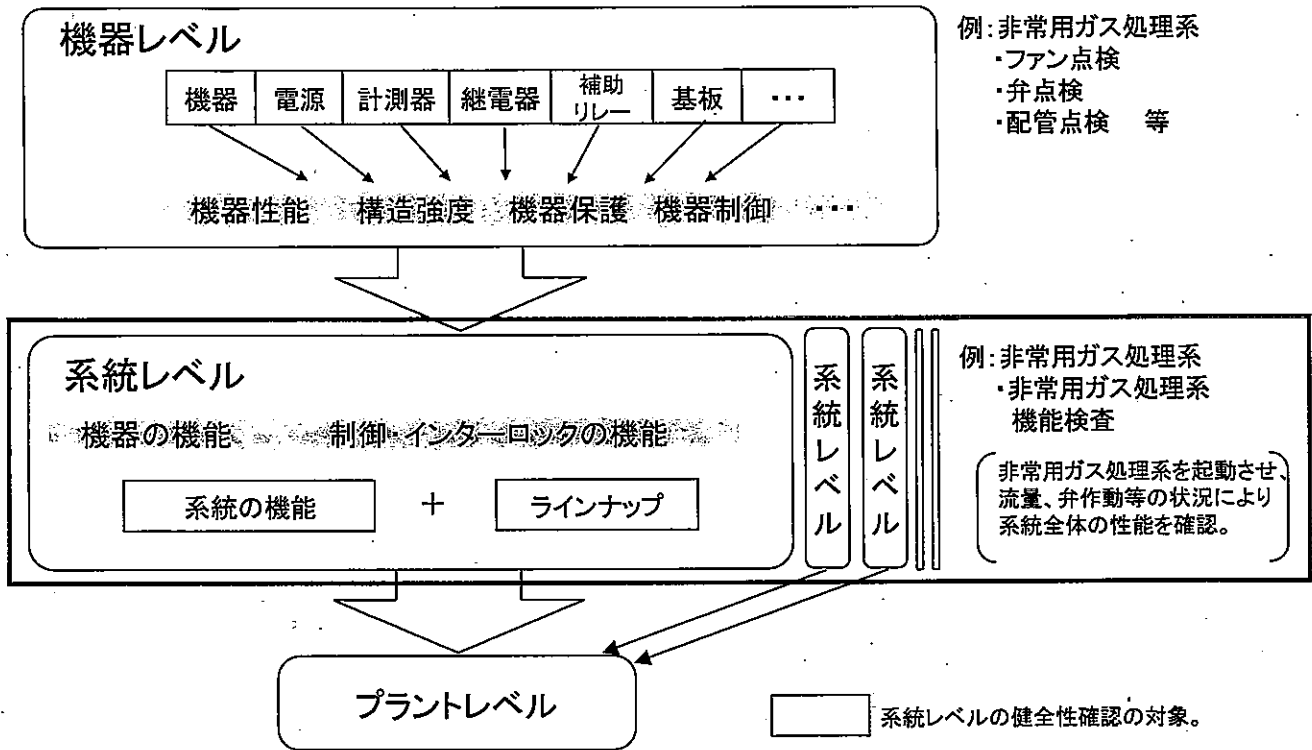 機器レベル
機器 電源 計測器 継電器 補助リレー 基板 ・・・
機器性能 構造強度 機器保護 機器制御 ・・・
例:非常用ガス処理系
・ファン点検
・弁点検
・配管点検 等
系統レベル
機器の機能 制御・インターロックの機能
系統の機能 + ラインナップ
系統レベル
系統レベル
例:非常用ガス処理系
・非常用ガス処理系
機能検査
非常用ガス処理系を起動させ、
流量、弁作動等の状況により
系統全体の性能を確認。
プラントレベル
系統レベルの健全性確認の対象。